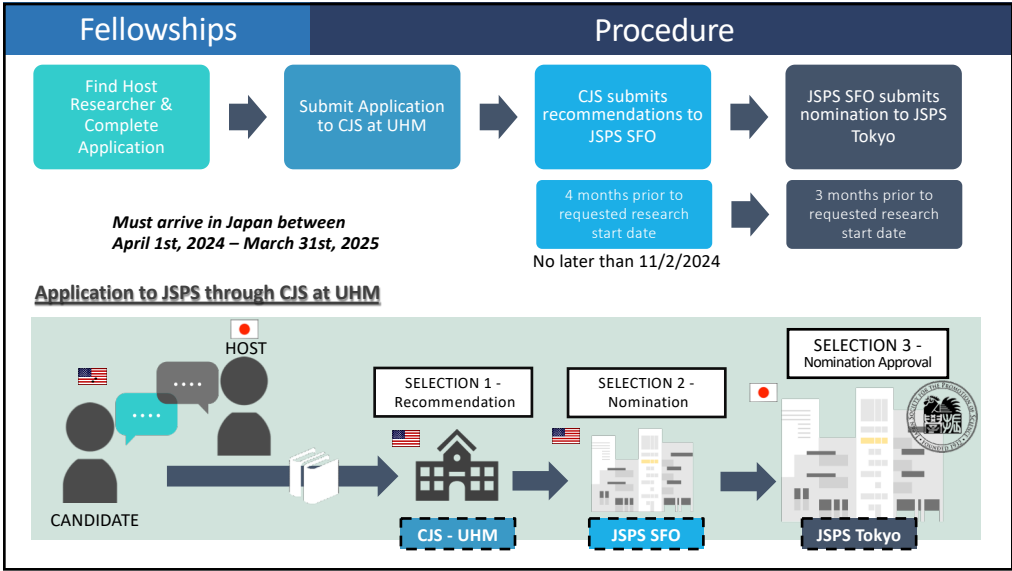 Fellowships
Procedure
Find Host
Researcher &
Complete
Application
Submit Application
to CJS at UHM
CJS submits
recommendations to
JSPS SFO
JSPS SFO submits
nomination to JSPS
Tokyo
4 months prior to
requested research
start date
3 months prior to
requested research
start date
Must arrive in Japan between
April 1st, 2024 – March 31st, 2025
No later than 11/2/2024
Application to JSPS through CJS at UHM
HOST
....
....
CANDIDATE
SELECTION 1 -
Recommendation
SELECTION 2 -
Nomination
SELECTION 3 -
Nomination Approval
CJS - UHM
JSPS SFO
JSPS Tokyo